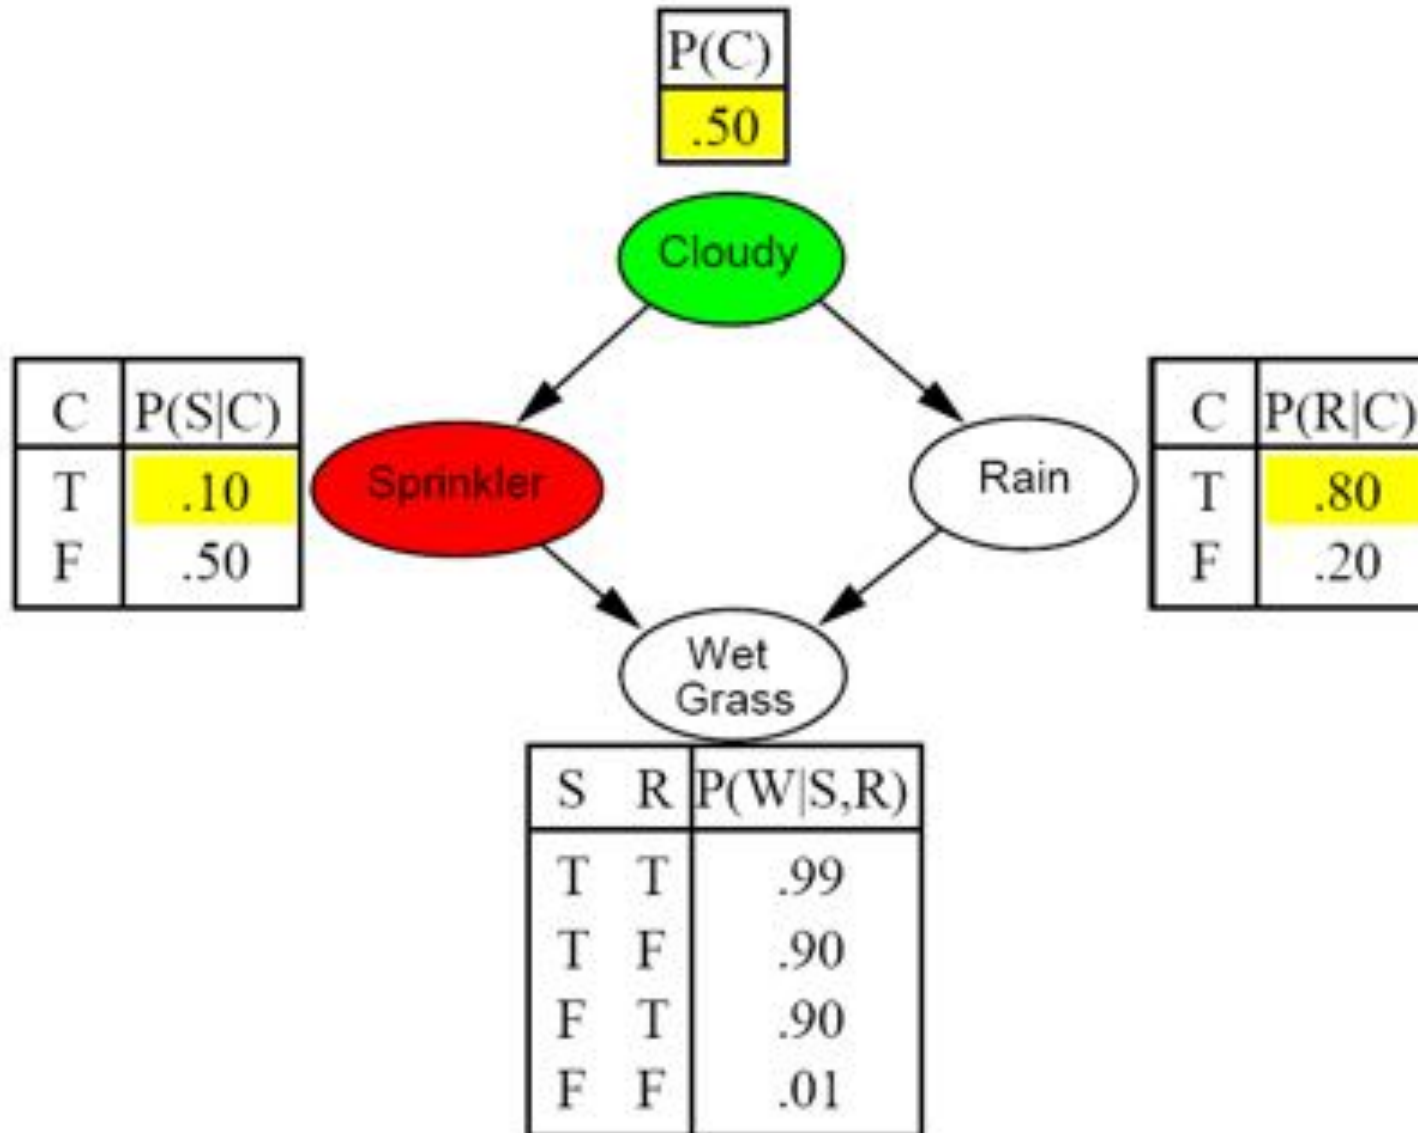 P(C)
.50
Cloudy
C P(S|C)
T .10
F .50
Sprinkler
Rain
C P(R|C)
T .80
F .20
Wet
Grass
S R P(W|S,R)
T T .99
T F .90
F T .90
F F .01